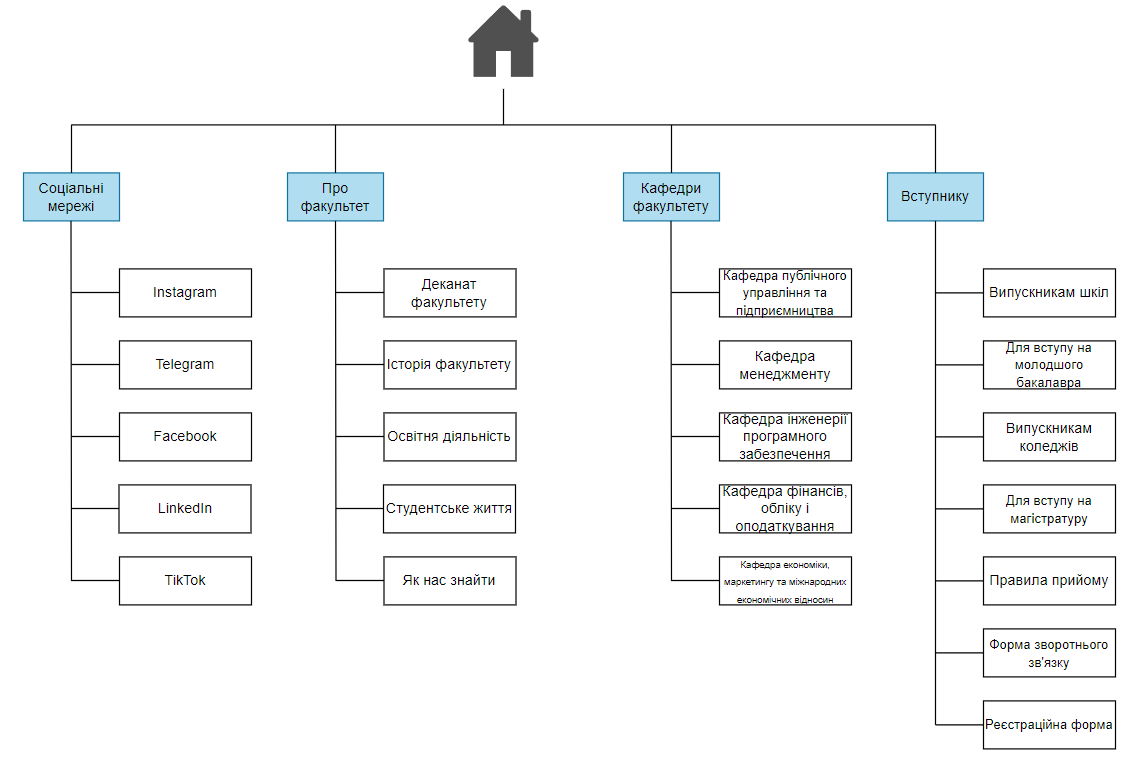 Соціальні
мережі
Instagram
Telegram
Facebook
LinkedIn
TikTok
Про
факультет
Деканат
факультету
Історія факультету
Освітня діяльність
Студентське життя
Як нас знайти
Кафедри
факультету
Кафедра публічного
управління та
підприємництва
Кафедра
менеджменту
Кафедра інженерії
програмного
забезпечення
Кафедра фінансів,
обліку і
оподаткування
Кафедра економіки,
маркетингу та міжнародних
економічних відносин
Вступнику
Випускникам шкіл
Для вступу на
молодшого
бакалавра
Випускникам
коледжів
Для вступу на
магістратуру
Правила прийому
Форма зворотнього
зв'язку
Реєстраційна форма